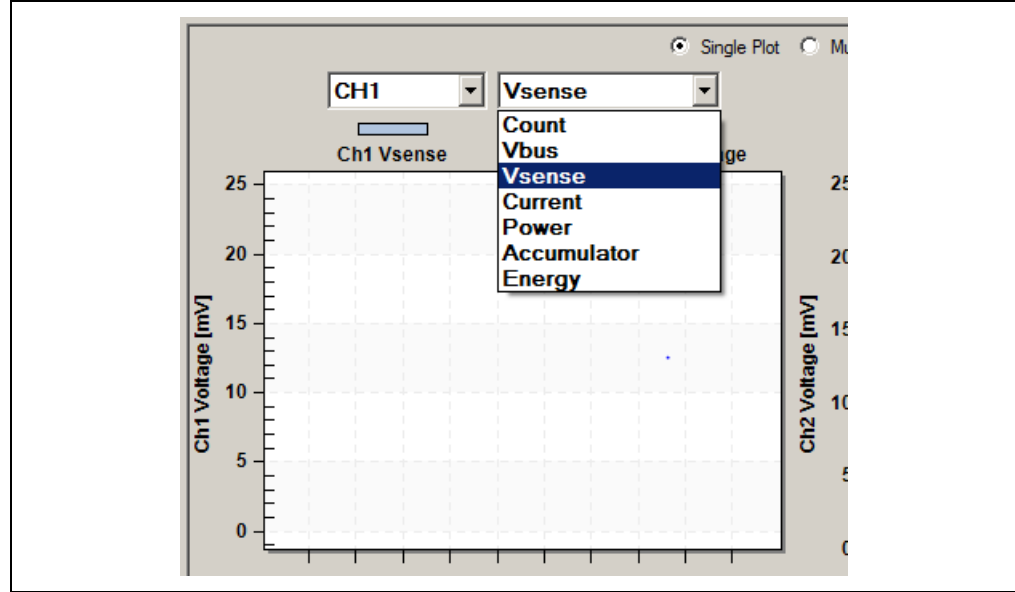 Single Plot
CH1 Vsense
Count
Vbus
Vsense
Current
Power
Accumulator
Energy
Ch1 Vsense
25
20
15
10
5
0
Ch1 Voltage [mV]
Ch2 Voltage [mV]